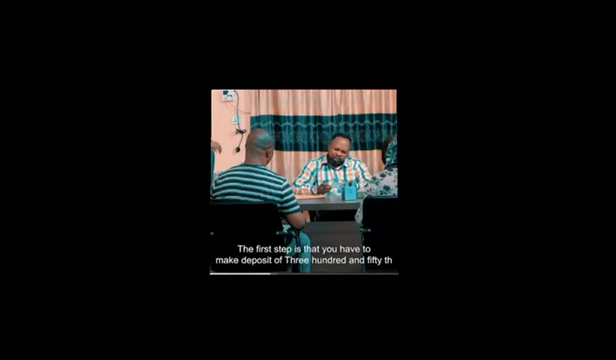 The first step is that you have to
make deposit of Three hundred and fifty th